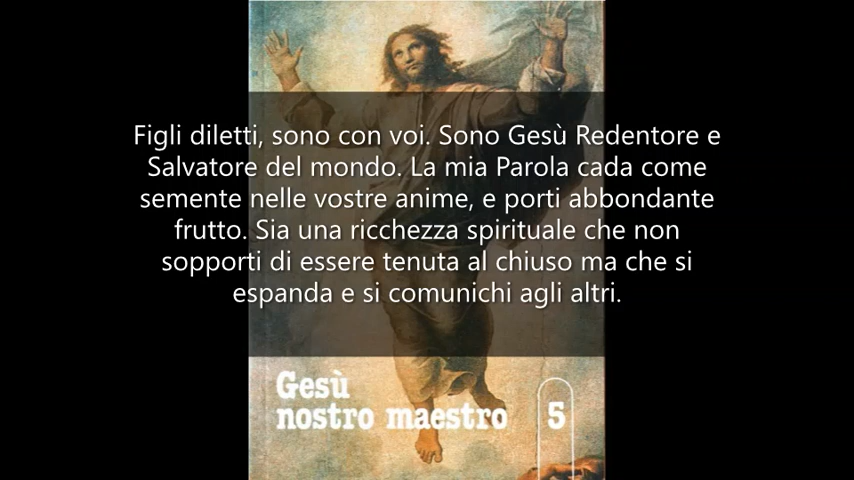 Figli diletti, sono con voi. Sono Gesù Redentore e
Salvatore del mondo. La mia Parola cada come
semente nelle vostre anime, e porti abbondante
frutto. Sia una ricchezza spirituale che non
sopporti di essere tenuta al chiuso ma che si
espanda e si comunichi agli altri.
Gesù
nostro maestro 5